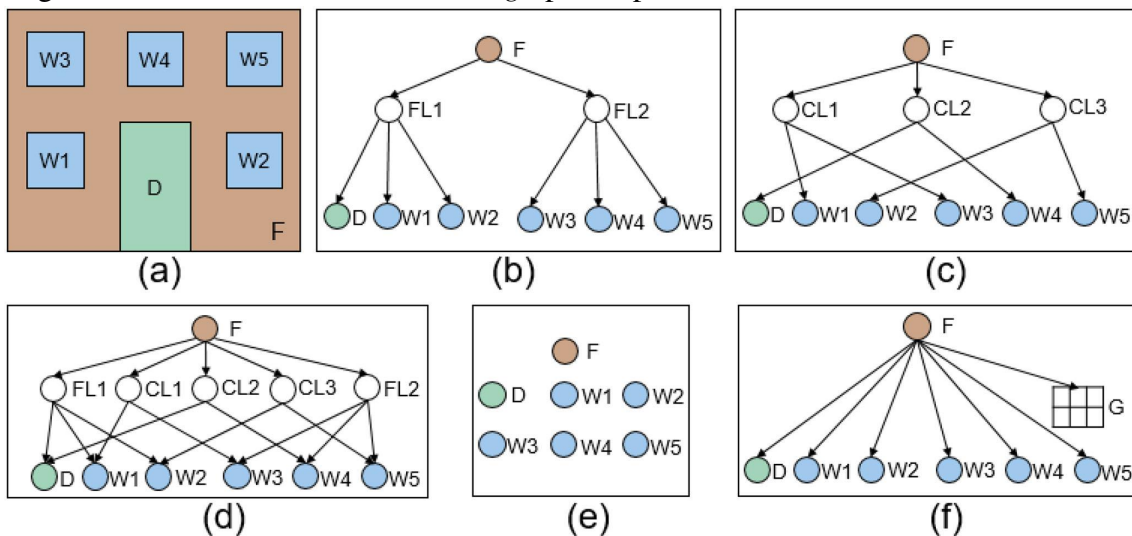 W3 W4 W5
W1 D W2
F
(a)
F
FL1 FL2
D W1 W2 W3 W4 W5
(b)
F
CL1 CL2 CL3
D W1 W2 W3 W4 W5
(c)
F
FL1 CL1 CL2 CL3 FL2
D W1 W2 W3 W4 W5
(d)
F
D W1 W2
W3 W4 W5
(e)
F
G
D W1 W2 W3 W4 W5
(f)